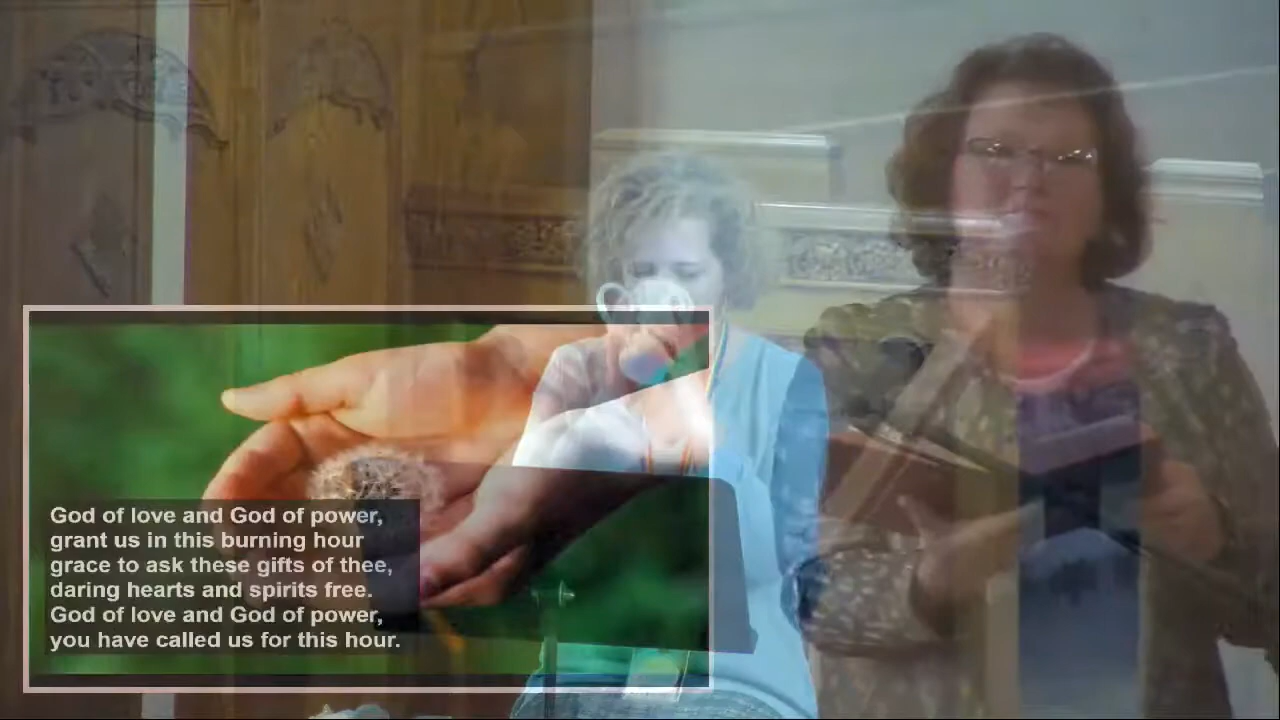 God of love and God of power,
grant us in this burning hour
grace to ask these gifts of thee,
daring hearts and spirits free.
God of love and God of power,
you have called us for this hour.